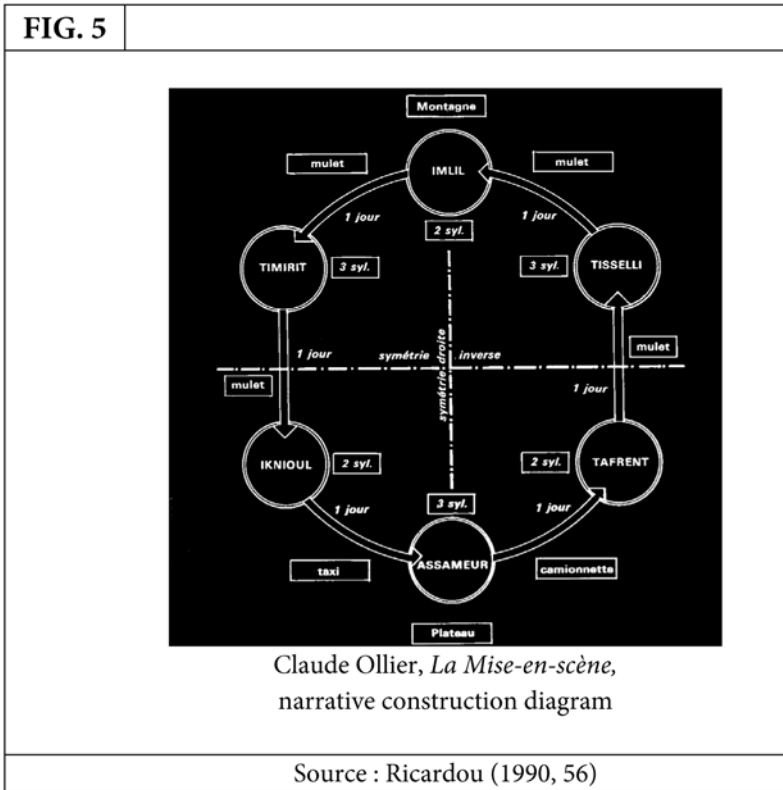 FIG. 5
Montagne
mulet
mulet
IMLIL
1 jour
1 jour
2 syl.
TIMIRIT
3 syl.
3 syl.
TISSELLI
1 jour
symétrie
inverse
symétrie droite
mulet
mulet
1 jour
IKNIOUL
2 syl.
2 syl.
TAFRENT
3 syl.
1 jour
1 jour
taxi
ASSAMEUR
camionnette
Plateau
Claude Ollier, La Mise-en-scène,
narrative construction diagram
Source : Ricardou (1990, 56)